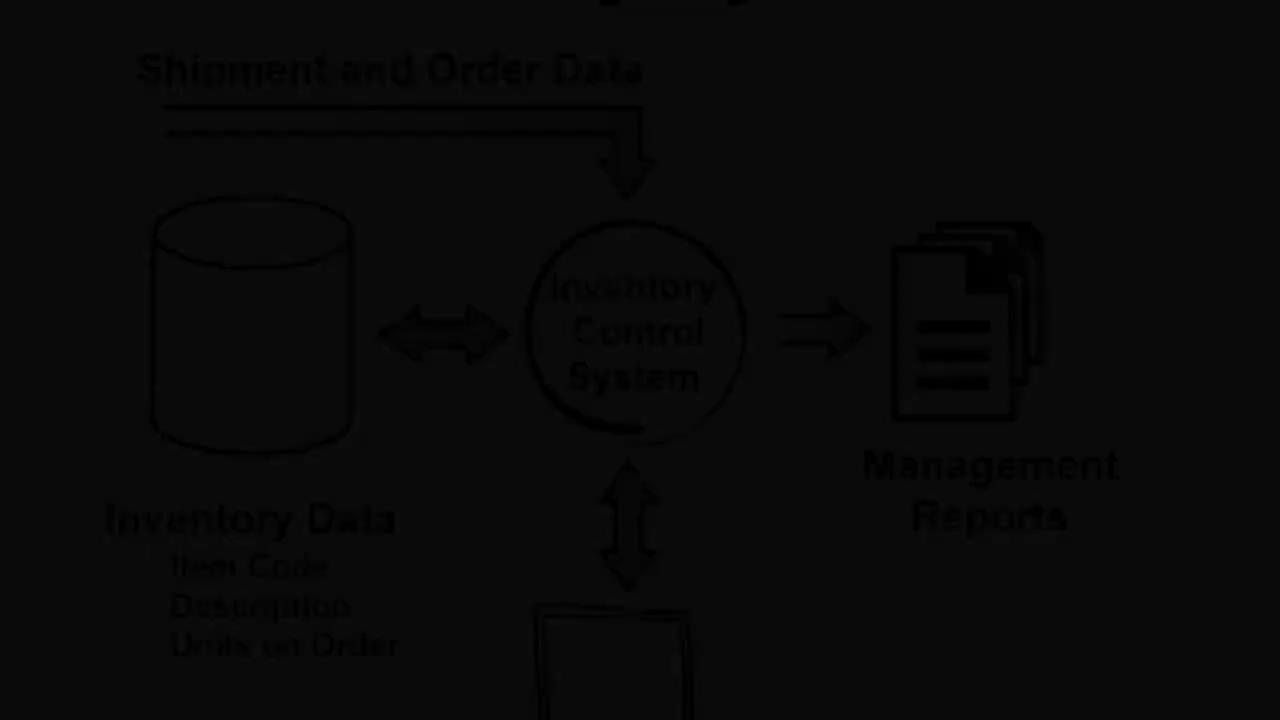 Shipment and Order Data
Inventory
Control
System
Management
Reports
Inventory Data
Item Code
Description
Units on Order